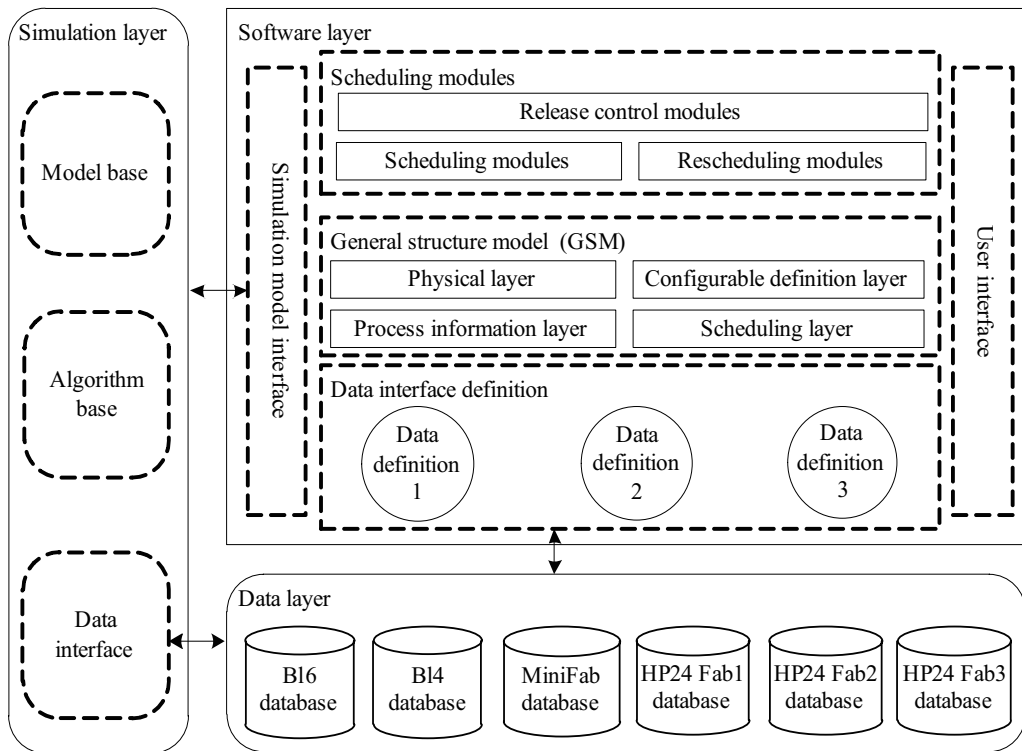 Simulation layer
Model base
Algorithm
base
Data
interface
Software layer
Simulation model interface
Scheduling modules
Release control modules
Scheduling modules
Rescheduling modules
General structure model (GSM)
Physical layer
Configurable definition layer
Process information layer
Scheduling layer
Data interface definition
Data
definition
1
Data
definition
2
Data
definition
3
User interface
Data layer
Bl6
database
Bl4
database
MiniFab
database
HP24 Fab1
database
HP24 Fab2
database
HP24 Fab3
database